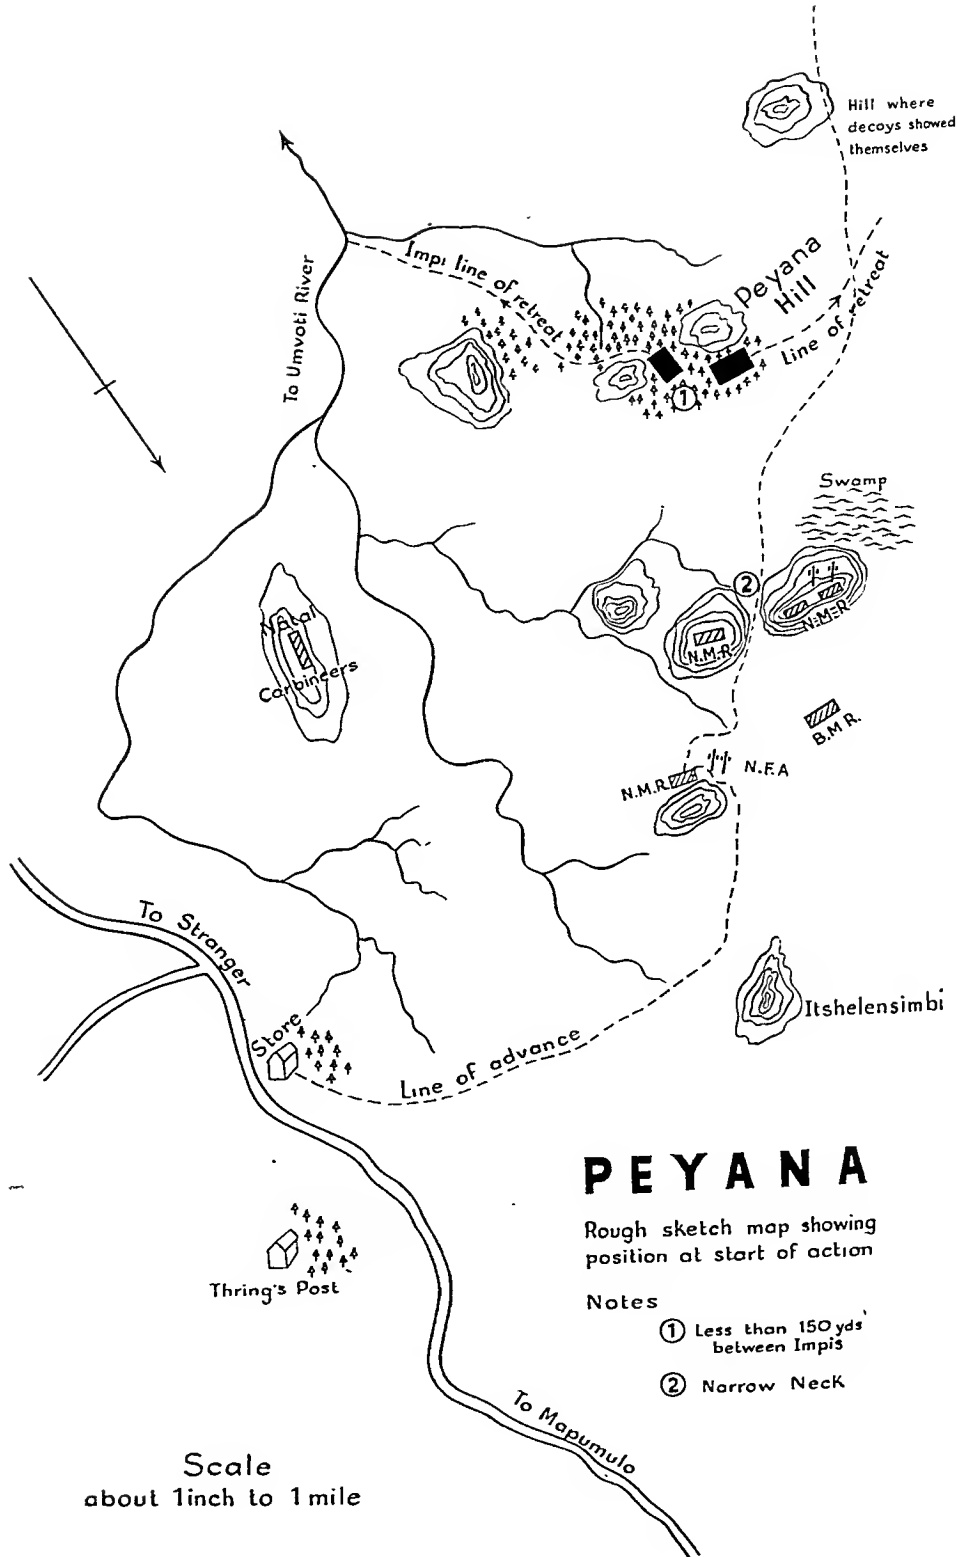 Hill where
decoys showed
themselves
Impi line of retreat
Peyana
Hill
Line of retreat
To Umvoti River
1
Swamp
2
N.M.R.
N.M.R.
Natal
Carbineers
B.M.R.
N.F.A
N.M.R.
To Stranger
Itshelensimbi
Store
Line of advance
PEYANA
Rough sketch map showing
position at start of action
Notes
1 Less than 150 yds'
between Impis
2 Narrow Neck
Thring's Post
To Mapumulo
Scale
about 1 inch to 1 mile